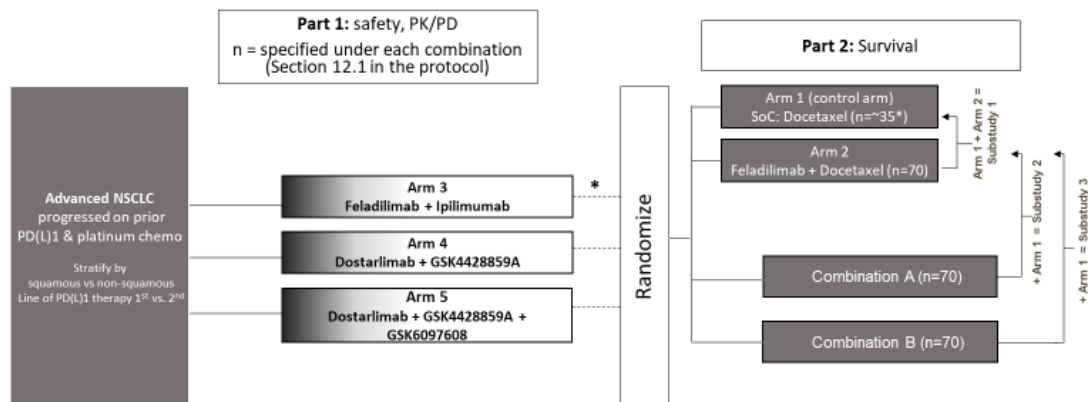 Part 1: safety, PK/PD
n = specified under each combination
(Section 12.1 in the protocol)
Part 2: Survival
Advanced NSCLC
progressed on prior
PD(L)1 & platinum chemo
Stratify by
squamous vs non-squamous
Line of PD(L)1 therapy 1st vs. 2nd
Arm 3
Feladilimab + Ipilimumab
*
Arm 4
Dostarlimab + GSK4428859A
Arm 5
Dostarlimab + GSK4428859A +
GSK6097608
Randomize
Arm 1 (control arm)
SoC: Docetaxel (n=~35*)
Arm 2
Feladilimab + Docetaxel (n=70)
Combination A (n=70)
Combination B (n=70)
Arm 1 + Arm 2 =
Substudy 1
+ Arm 1 = Substudy 2
+ Arm 1 = Substudy 3